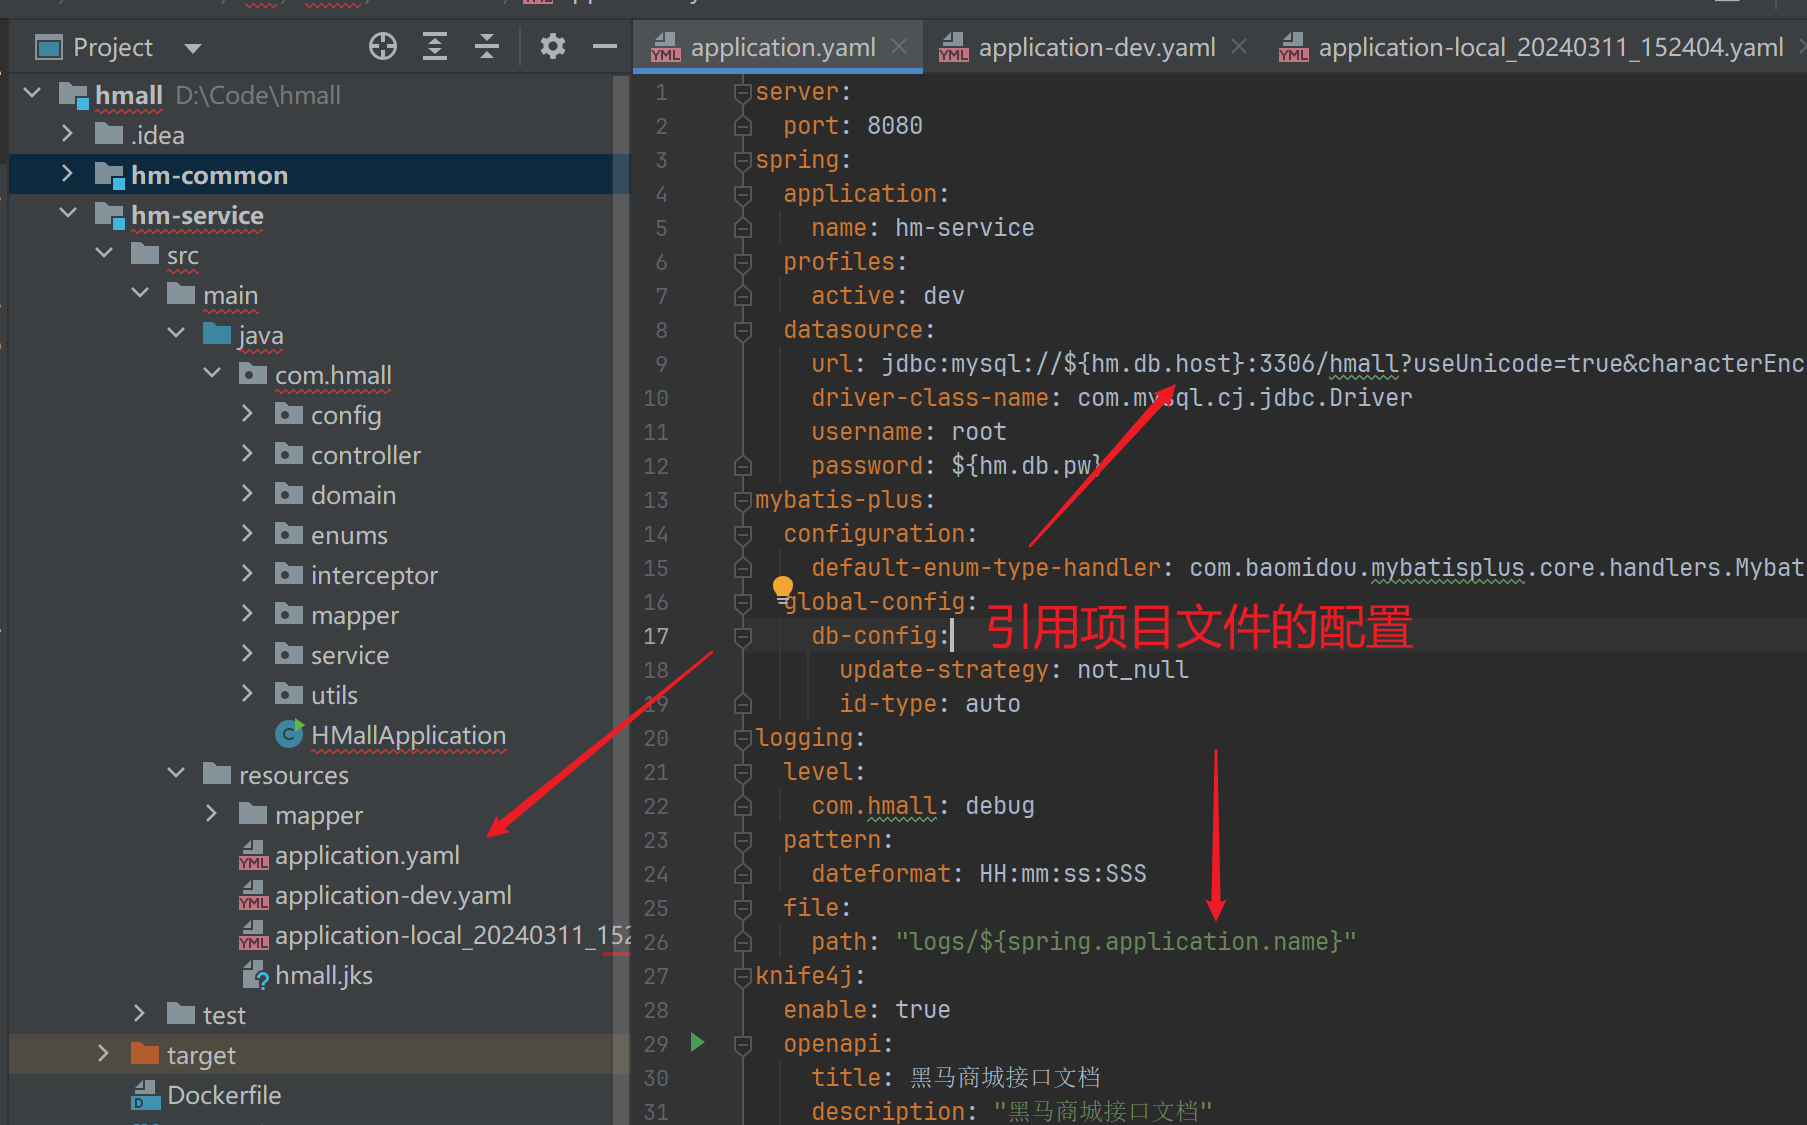 Project
application.yaml
application-dev.yaml
application-local_20240311_152404.yaml
hmall D:\Code\hmall
.idea
hm-common
hm-service
src
main
java
com.hmall
config
controller
domain
enums
interceptor
mapper
service
utils
HMallApplication
resources
mapper
application.yaml
application-dev.yaml
application-local_20240311_152
hmall.jks
test
target
Dockerfile
1 server:
2 port: 8080
3 spring:
4 application:
5 name: hm-service
6 profiles:
7 active: dev
8 datasource:
9 url: jdbc:mysql://${hm.db.host}:3306/hmall?useUnicode=true&characterEnc
10 driver-class-name: com.mysql.cj.jdbc.Driver
11 username: root
12 password: ${hm.db.pw}
13 mybatis-plus:
14 configuration:
15 default-enum-type-handler: com.baomidou.mybatisplus.core.handlers.Mybat
16 global-config:
17 db-config:
引用项目文件的配置
18 update-strategy: not_null
19 id-type: auto
20 logging:
21 level:
22 com.hmall: debug
23 pattern:
24 dateformat: HH:mm:ss:SSS
25 file:
26 path: "logs/${spring.application.name}"
27 knife4j:
28 enable: true
29 openapi:
30 title: 黑马商城接口文档
31 description: "黑马商城接口文档"